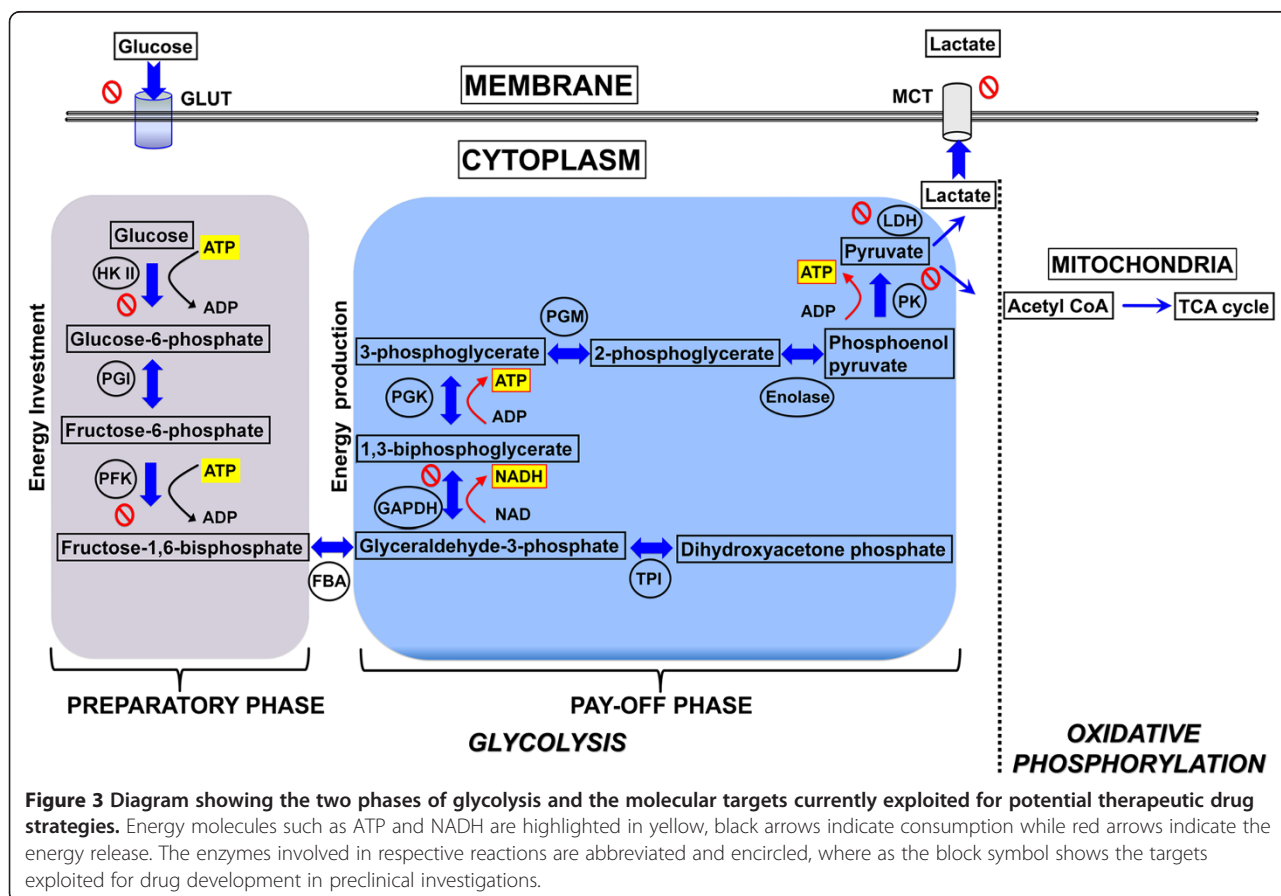 Glucose
GLUT
MEMBRANE
Lactate
MCT
CYTOPLASM
Lactate
Energy Investment
Glucose
ATP
HK II
ADP
Glucose-6-phosphate
PGI
Fructose-6-phosphate
ATP
PFK
ADP
Fructose-1,6-bisphosphate
FBA
Energy production
LDH
Pyruvate
ATP
ADP
PK
PGM
3-phosphoglycerate
2-phosphoglycerate
Phosphoenol
pyruvate
Enolase
PGK
ATP
ADP
1,3-biphosphoglycerate
NADH
GAPDH
NAD
Glyceraldehyde-3-phosphate
Dihydroxyacetone phosphate
TPI
MITOCHONDRIA
Acetyl CoA
TCA cycle
PREPARATORY PHASE
PAY-OFF PHASE
GLYCOLYSIS
OXIDATIVE
PHOSPHORYLATION
Figure 3 Diagram showing the two phases of glycolysis and the molecular targets currently exploited for potential therapeutic drug
strategies. Energy molecules such as ATP and NADH are highlighted in yellow, black arrows indicate consumption while red arrows indicate the
energy release. The enzymes involved in respective reactions are abbreviated and encircled, where as the block symbol shows the targets
exploited for drug development in preclinical investigations.